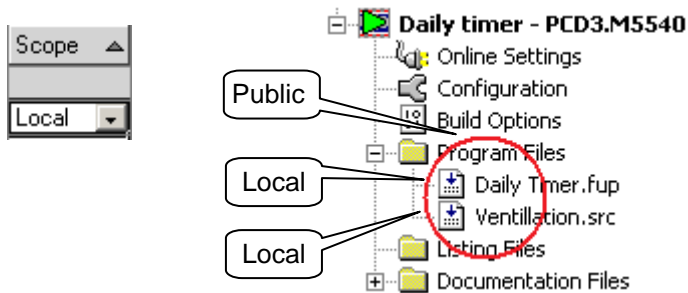 Scope
Local
Daily timer - PCD3.M5540
Online Settings
Configuration
Public
Build Options
Program Files
Local
Daily Timer.fup
Ventillation.src
Local
Listing Files
Documentation Files